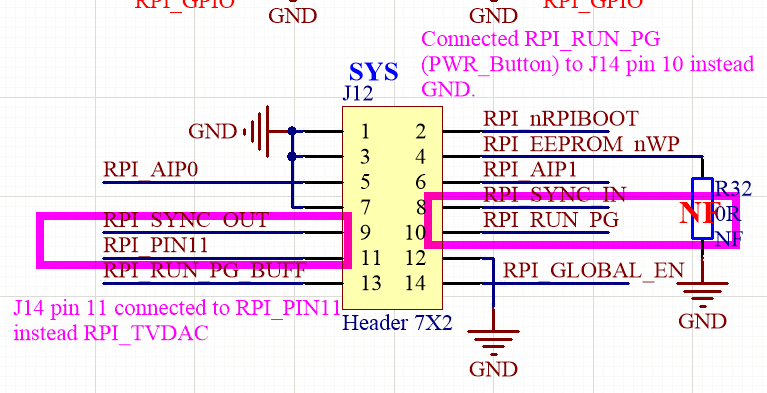 RPI_GPIO
RPI_GPIO
GND
GND
Connected RPI_RUN_PG
(PWR_Button) to J14 pin 10 instead
GND.
SYS
J12
GND
1
2
RPI_nRPIBOOT
3
4
RPI_EEPROM_nWP
RPI_AIP0
5
6
RPI_AIP1
R32
7
8
RPI_SYNC_IN
NF
0R
RPI_SYNC_OUT
9
10
RPI_RUN_PG
NF
RPI_PIN11
11
12
RPI_RUN_PG_BUFF
13
14
RPI_GLOBAL_EN
J14 pin 11 connected to RPI_PIN11
instead RPI_TVDAC
Header 7X2
GND
GND